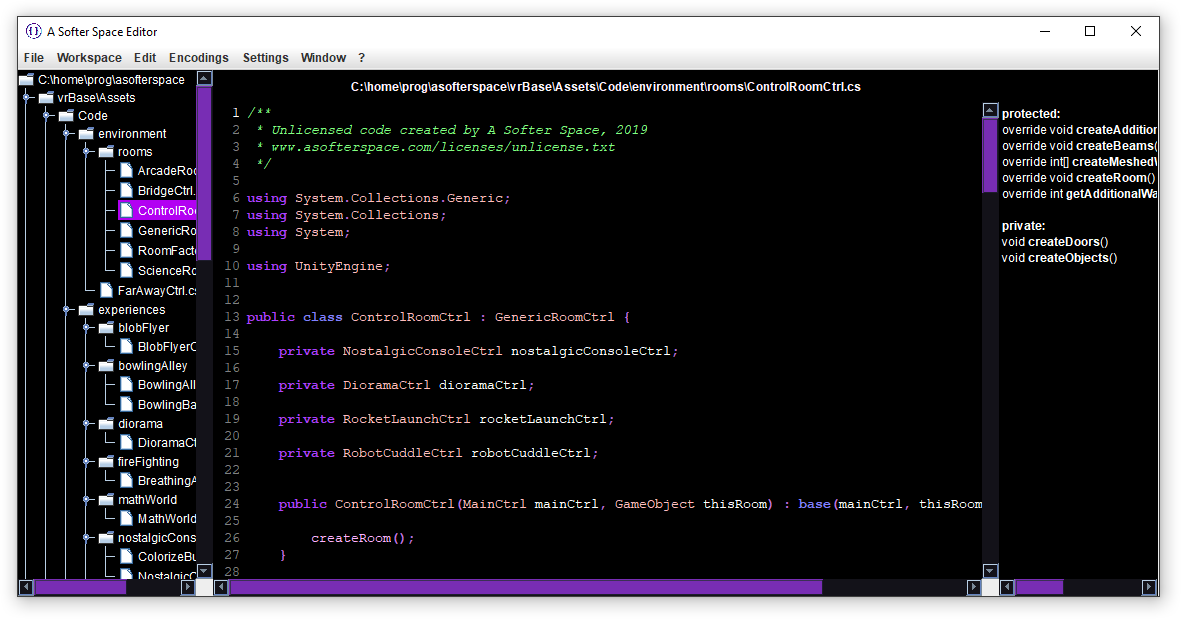 A Softer Space Editor
File Workspace Edit Encodings Settings Window ?
C:\home\prog\asofterspace
vrBase\Assets
Code
environment
rooms
ArcadeRoo
BridgeCtrl.
ControlRoo
GenericRo
RoomFact
ScienceRo
FarAwayCtrl.cs
experiences
blobFlyer
BlobFlyerC
bowlingAlley
BowlingAll
BowlingBa
diorama
DioramaCt
fireFighting
BreathingA
mathWorld
MathWorld
nostalgicCons
ColorizeBu
NostalgicC
C:\home\prog\asofterspace\vrBase\Assets\Code\environment\rooms\ControlRoomCtrl.cs
1 /**
2 * Unlicensed code created by A Softer Space, 2019
3 * www.asofterspace.com/licenses/unlicense.txt
4 */
5
6 using System.Collections.Generic;
7 using System.Collections;
8 using System;
9
10 using UnityEngine;
11
12
13 public class ControlRoomCtrl : GenericRoomCtrl {
14
15 private NostalgicConsoleCtrl nostalgicConsoleCtrl;
16
17 private DioramaCtrl dioramaCtrl;
18
19 private RocketLaunchCtrl rocketLaunchCtrl;
20
21 private RobotCuddleCtrl robotCuddleCtrl;
22
23
24 public ControlRoomCtrl(MainCtrl mainCtrl, GameObject thisRoom) : base(mainCtrl, thisRoom
25
26 createRoom();
27 }
28
protected:
override void createAddition
override void createBeams(
override int[] createMeshedW
override void createRoom()
override int getAdditionalWa
private:
void createDoors()
void createObjects()